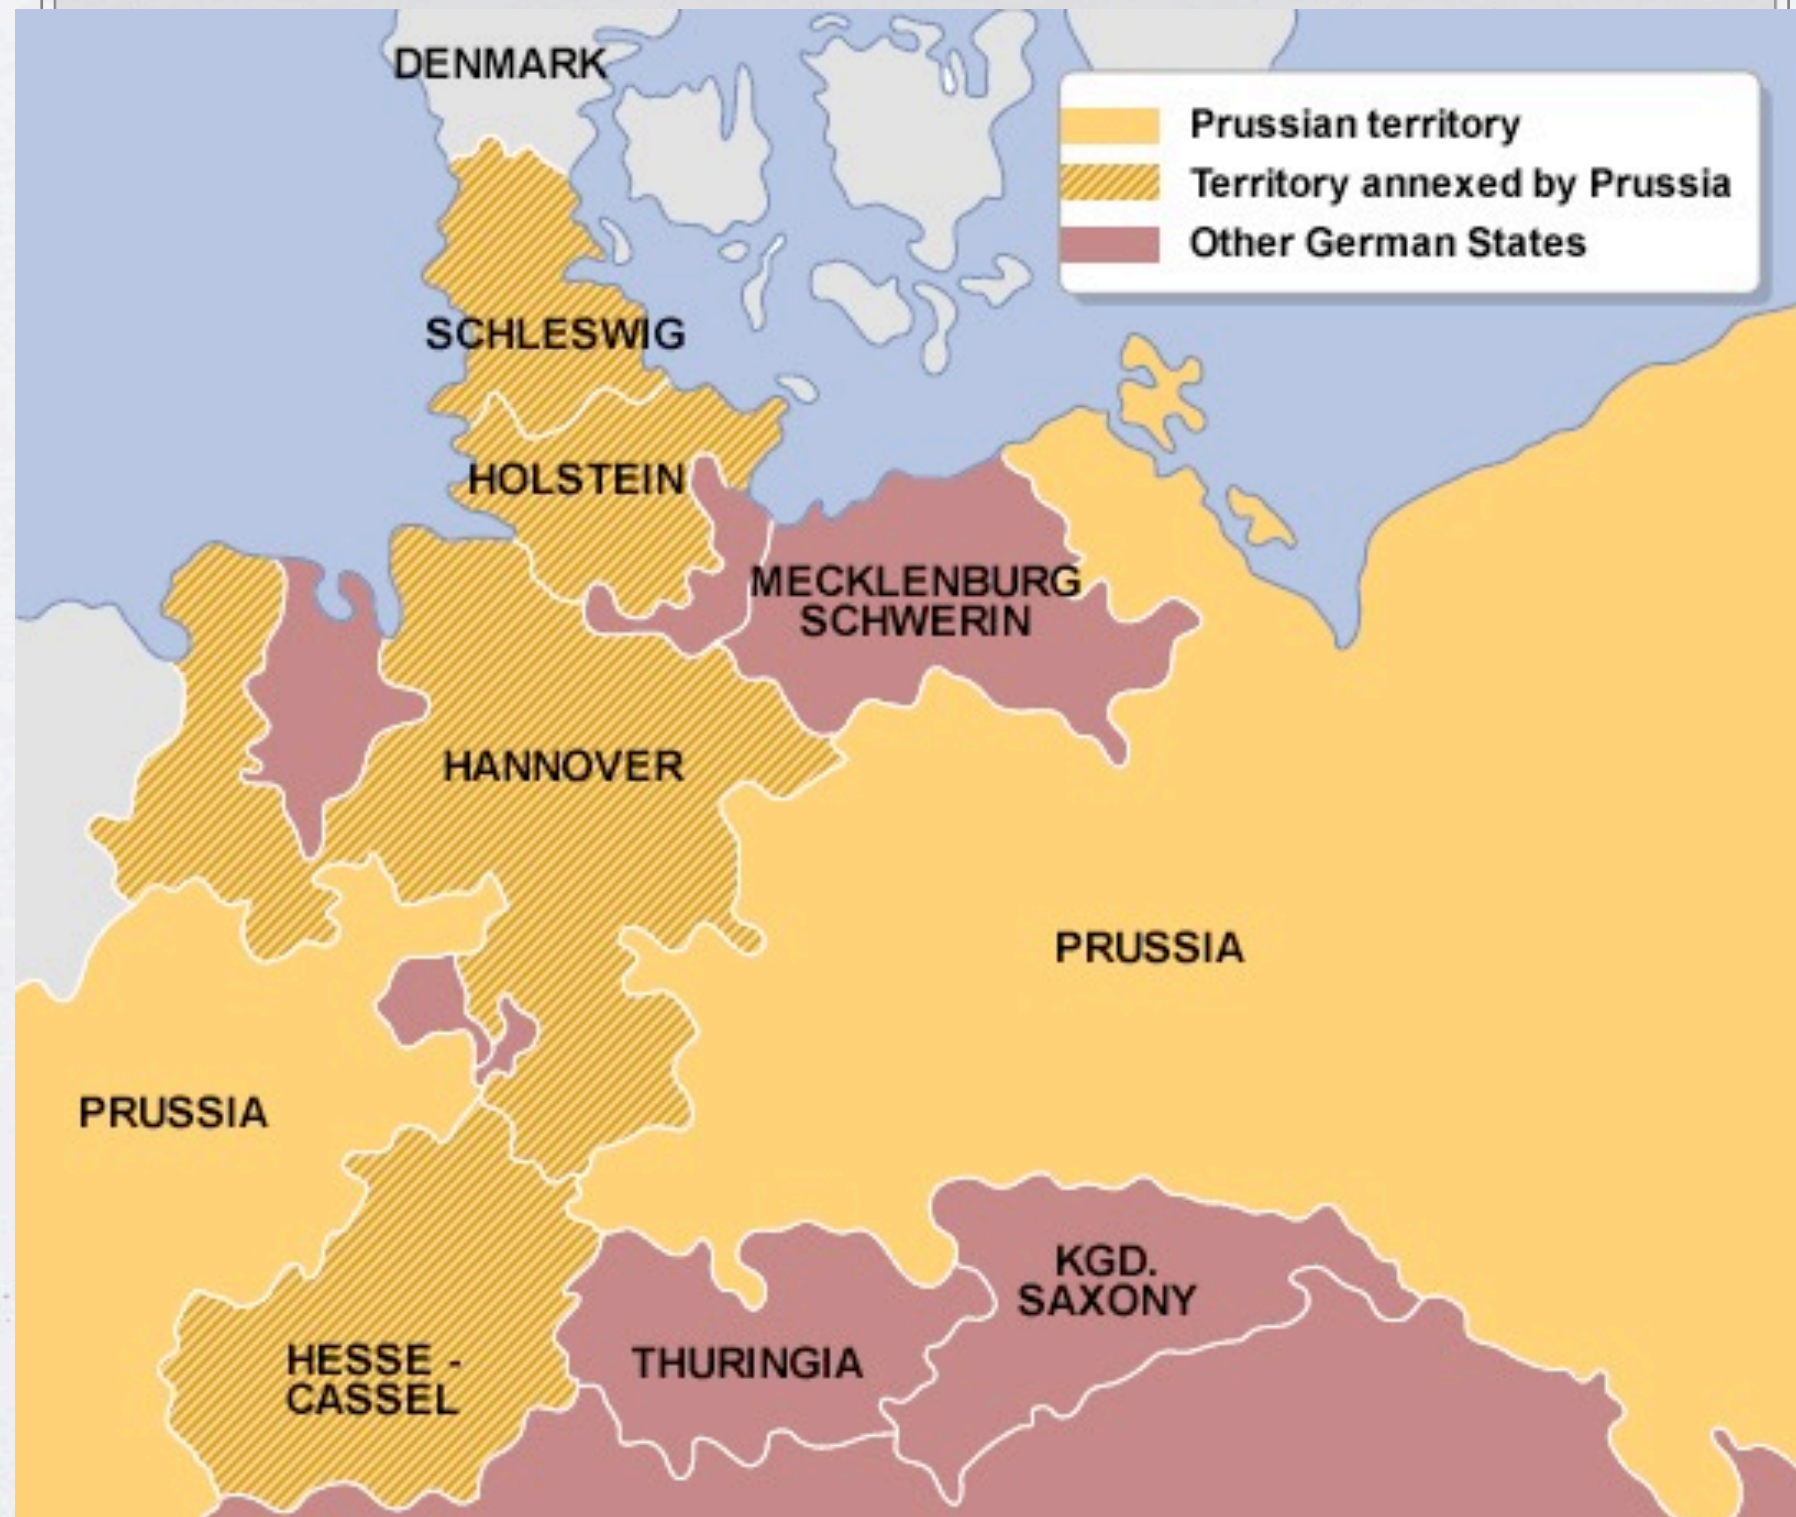 DENMARK
Prussian territory
Territory annexed by Prussia
Other German States
SCHLESWIG
HOLSTEIN
MECKLENBURG
SCHWERIN
HANNOVER
PRUSSIA
PRUSSIA
KGD.
SAXONY
HESSE -
CASSEL
THURINGIA